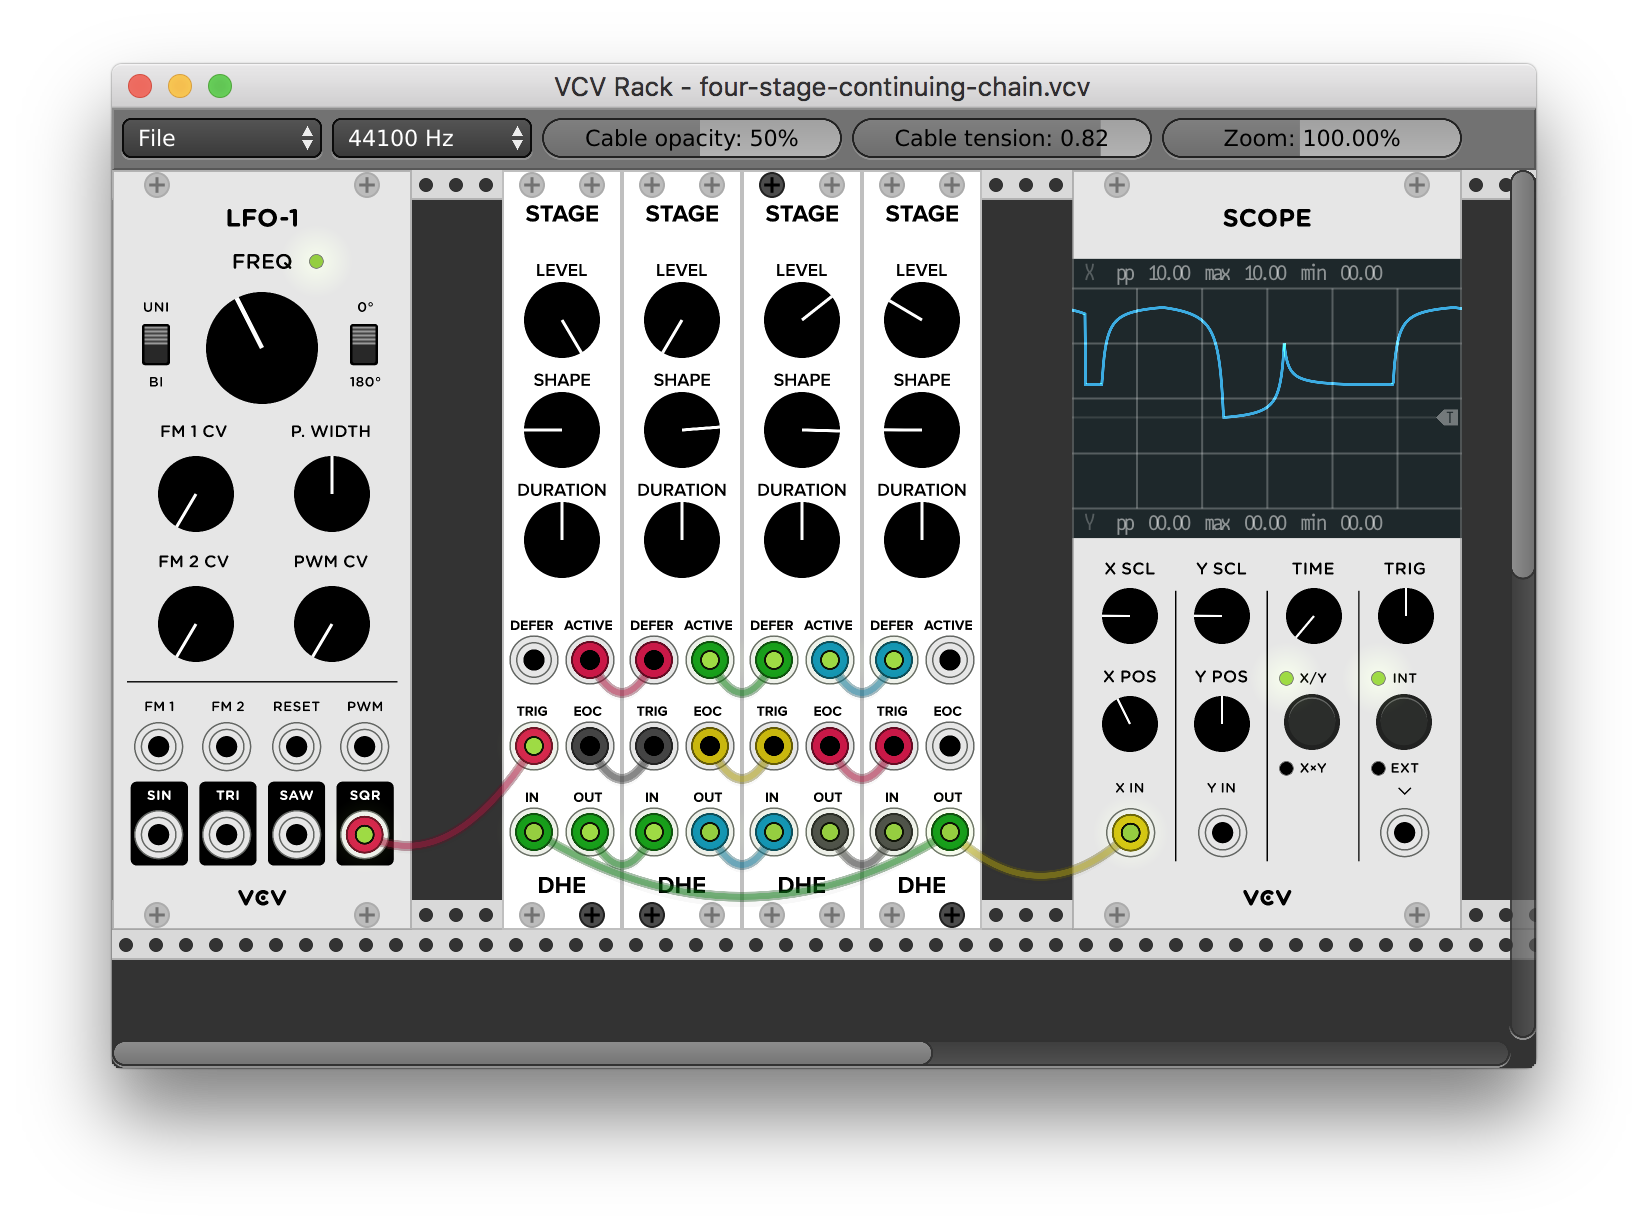 VCV Rack - four-stage-continuing-chain.vcv
File
44100 Hz
Cable opacity: 50%
Cable tension: 0.82
Zoom: 100.00%
LFO-1
FREQ
UNI
BI
0°
180°
FM 1 CV
P. WIDTH
FM 2 CV
PWM CV
FM 1
FM 2
RESET
PWM
SIN
TRI
SAW
SQR
VCV
STAGE
LEVEL
SHAPE
DURATION
DEFER ACTIVE
TRIG EOC
IN OUT
DHE
STAGE
LEVEL
SHAPE
DURATION
DEFER ACTIVE
TRIG EOC
IN OUT
DHE
STAGE
LEVEL
SHAPE
DURATION
DEFER ACTIVE
TRIG EOC
IN OUT
DHE
STAGE
LEVEL
SHAPE
DURATION
DEFER ACTIVE
TRIG EOC
IN OUT
DHE
SCOPE
X pp 10.00 max 10.00 min 00.00
T
Y pp 00.00 max 00.00 min 00.00
X SCL
Y SCL
TIME
TRIG
X POS
Y POS
X/Y
INT
X×Y
EXT
X IN
Y IN
VCV